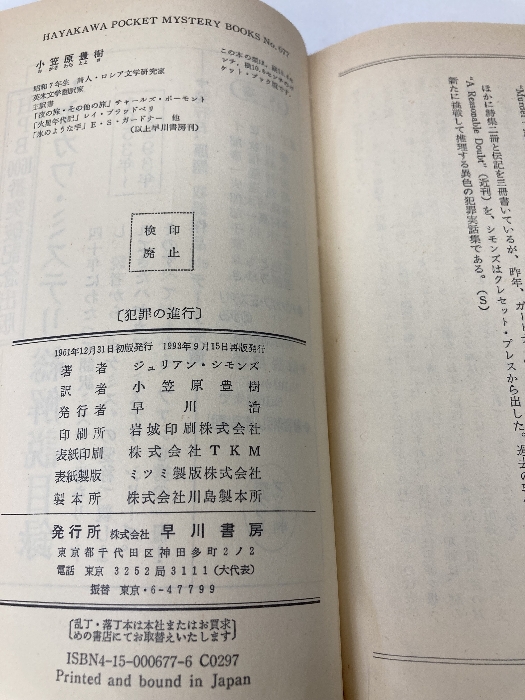 HAYAKAWA POCKET MYSTERY BOOKS No. 677
小笠原豊樹
昭和7年生 詩人・ロシア文学研究家
英米文学翻訳家
主訳書
「夜の旅・その他の旅」チャールズ・ボーモント
「火星年代記」レイ・ブラッドベリ
「氷のような手」E・S・ガードナー 他
(以上早川書房刊)
検印
廃止
〔犯罪の進行〕
1961年12月31日初版発行 1993年9月15日再版発行
著者 ジュリアン・シモンズ
訳者 小笠原豊樹
発行者 早川浩
印刷所 岩城印刷株式会社
表紙印刷 株式会社TKM
表紙製版 ミツミ製版株式会社
製本所 株式会社川島製本所
発行所 株式会社 早川書房
東京都千代田区神田多町2ノ2
電話 東京 3252局3111(大代表)
振替 東京・6-47799
〔乱丁・落丁本は本社またはお買求
めの書店にてお取替えいたします〕
ISBN4-15-000677-6 C0297
Printed and bound in Japan
ほかに詩集二冊と伝記を三冊書いているが、昨年、
"A Reasonable Doubt"(近刊)を、シモンズはクレセット・プレスから出した。過去の
新たに挑戦して推理する異色の犯罪実話集である。(S)